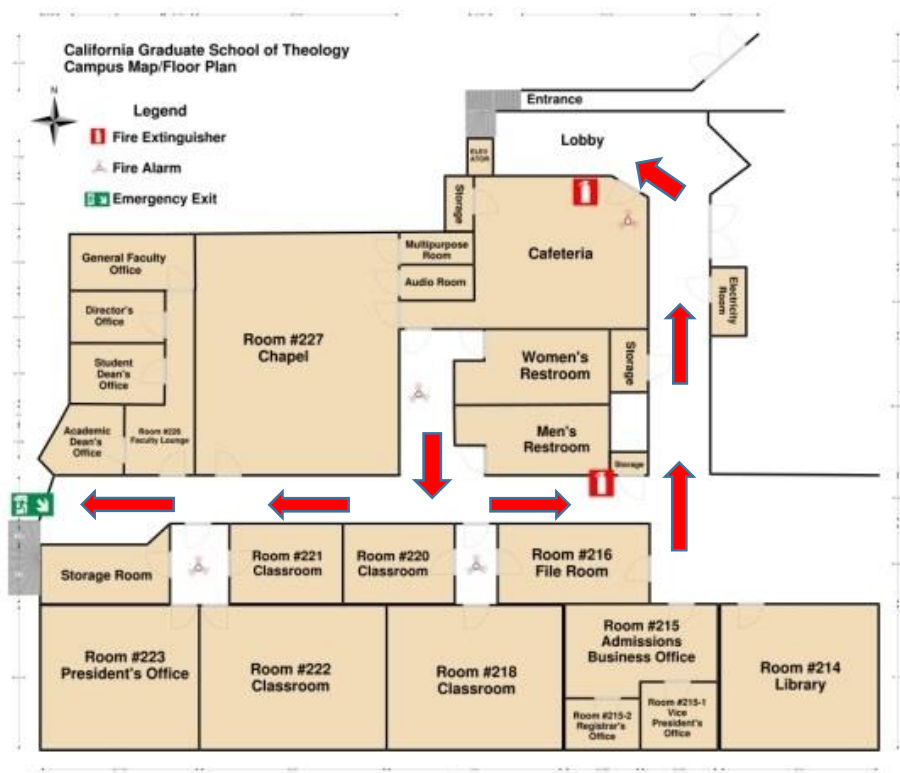 California Graduate School of Theology
Campus Map/Floor Plan
N
Legend
Fire Extinguisher
Fire Alarm
Emergency Exit
Entrance
Lobby
ELEV
ATOR
Storage
Cafeteria
Multipurpose
Room
Audio Room
General Faculty
Office
Director's
Office
Student
Dean's
Office
Academic
Dean's
Office
Room #226
Faculty Lounge
Room #227
Chapel
Women's
Restroom
Storage
Men's
Restroom
Storage
Electricity
Room
Storage Room
Room #221
Classroom
Room #220
Classroom
Room #216
File Room
Room #223
President's Office
Room #222
Classroom
Room #218
Classroom
Room #215
Admissions
Business Office
Room #215-2
Registrar's
Office
Room #215-1
Vice
President's
Office
Room #214
Library